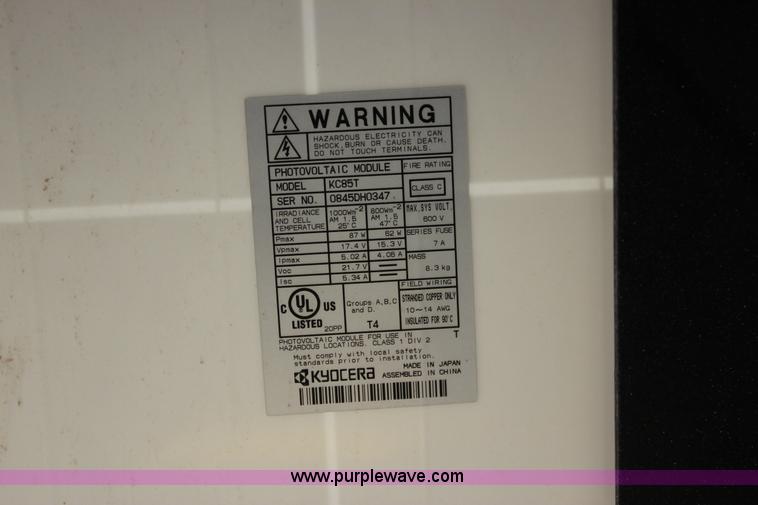 WARNING
HAZARDOUS ELECTRICITY CAN
SHOCK, BURN OR CAUSE DEATH.
DO NOT TOUCH TERMINALS.
PHOTOVOLTAIC MODULE
FIRE RATING
MODEL KC85T
CLASS C
SER NO. 0845DH0347.
IRRADIANCE AND CELL TEMPERATURE 1000Wm-2 AM 1.5 25°C 800Wm-2 AM 1.5 47°C
MAX. SYS VOLT.
600 V
Pmax 87 W 62 W
SERIES FUSE
7 A
Vpmax 17.4 V 15.3 V
Ipmax 5.02 A 4.06 A
MASS
8.3 kg
Voc 21.7 V
Isc 5.34 A
FIELD WIRING
STRANDED COPPER ONLY
10~14 AWG
INSULATED FOR 90°C
C UL US
LISTED 20PP
Groups A, B, C
and D.
T4
PHOTOVOLTAIC MODULE FOR USE IN
HAZARDOUS LOCATIONS. CLASS 1 DIV 2
T
Must comply with local safety
standards prior to installation.
KYOCERA
MADE IN JAPAN
ASSEMBLED IN CHINA
www.purplewave.com